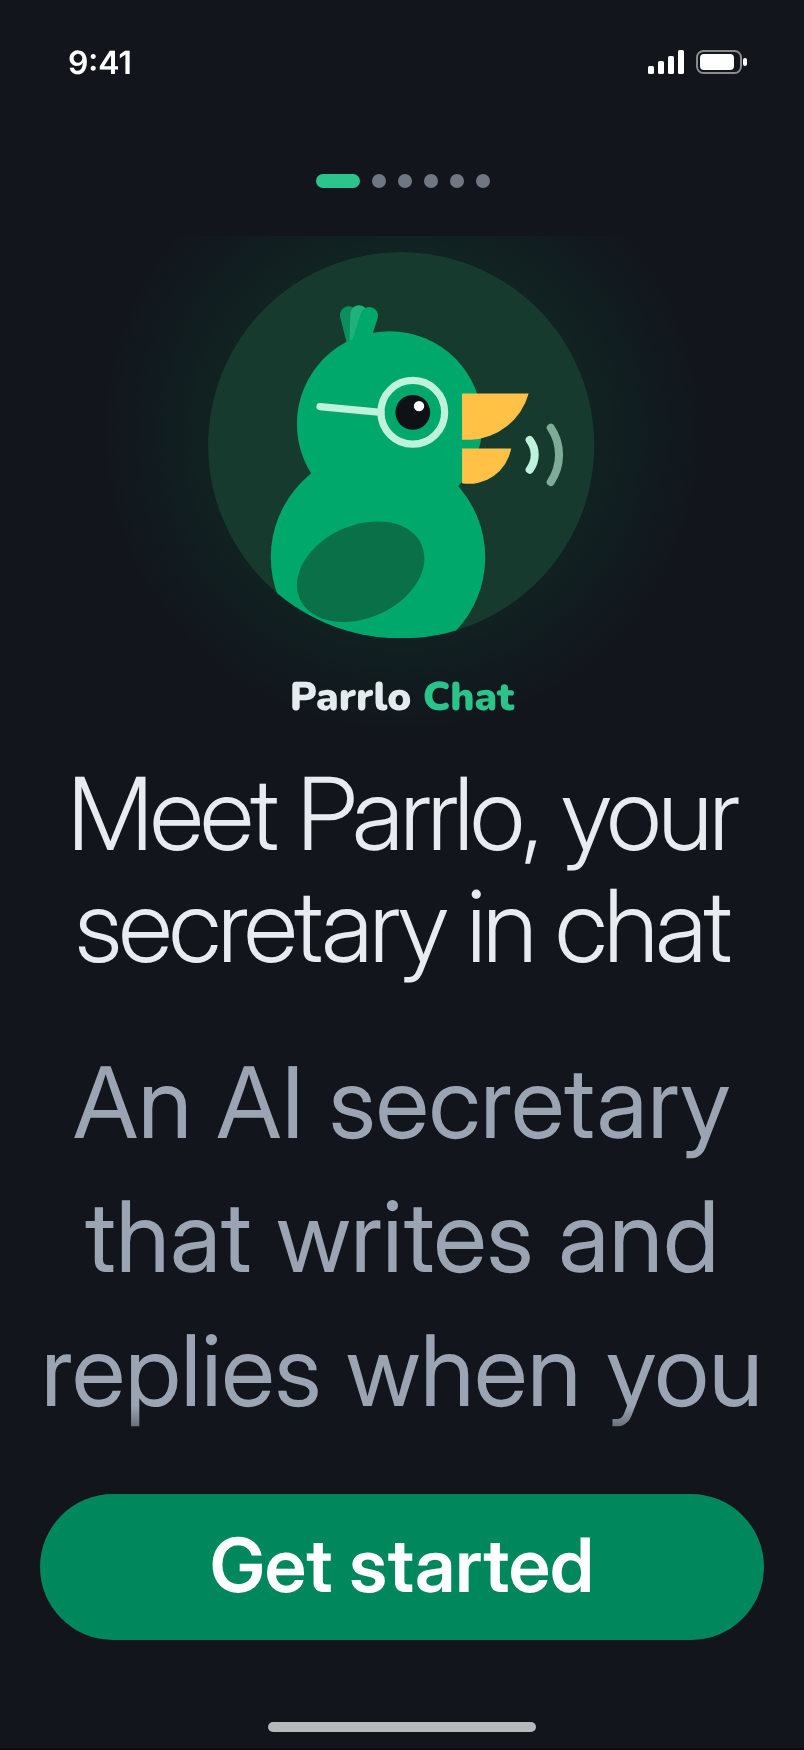 9:41
Parrlo Chat
Meet Parrlo, your
secretary in chat
An AI secretary
that writes and
replies when you
Get started